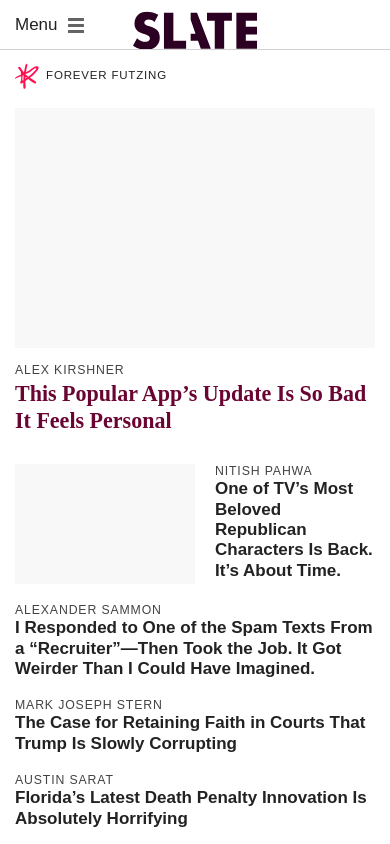 Menu
SLATE
FOREVER FUTZING
ALEX KIRSHNER
This Popular App’s Update Is So Bad
It Feels Personal
NITISH PAHWA
One of TV’s Most
Beloved
Republican
Characters Is Back.
It’s About Time.
ALEXANDER SAMMON
I Responded to One of the Spam Texts From
a “Recruiter”—Then Took the Job. It Got
Weirder Than I Could Have Imagined.
MARK JOSEPH STERN
The Case for Retaining Faith in Courts That
Trump Is Slowly Corrupting
AUSTIN SARAT
Florida’s Latest Death Penalty Innovation Is
Absolutely Horrifying